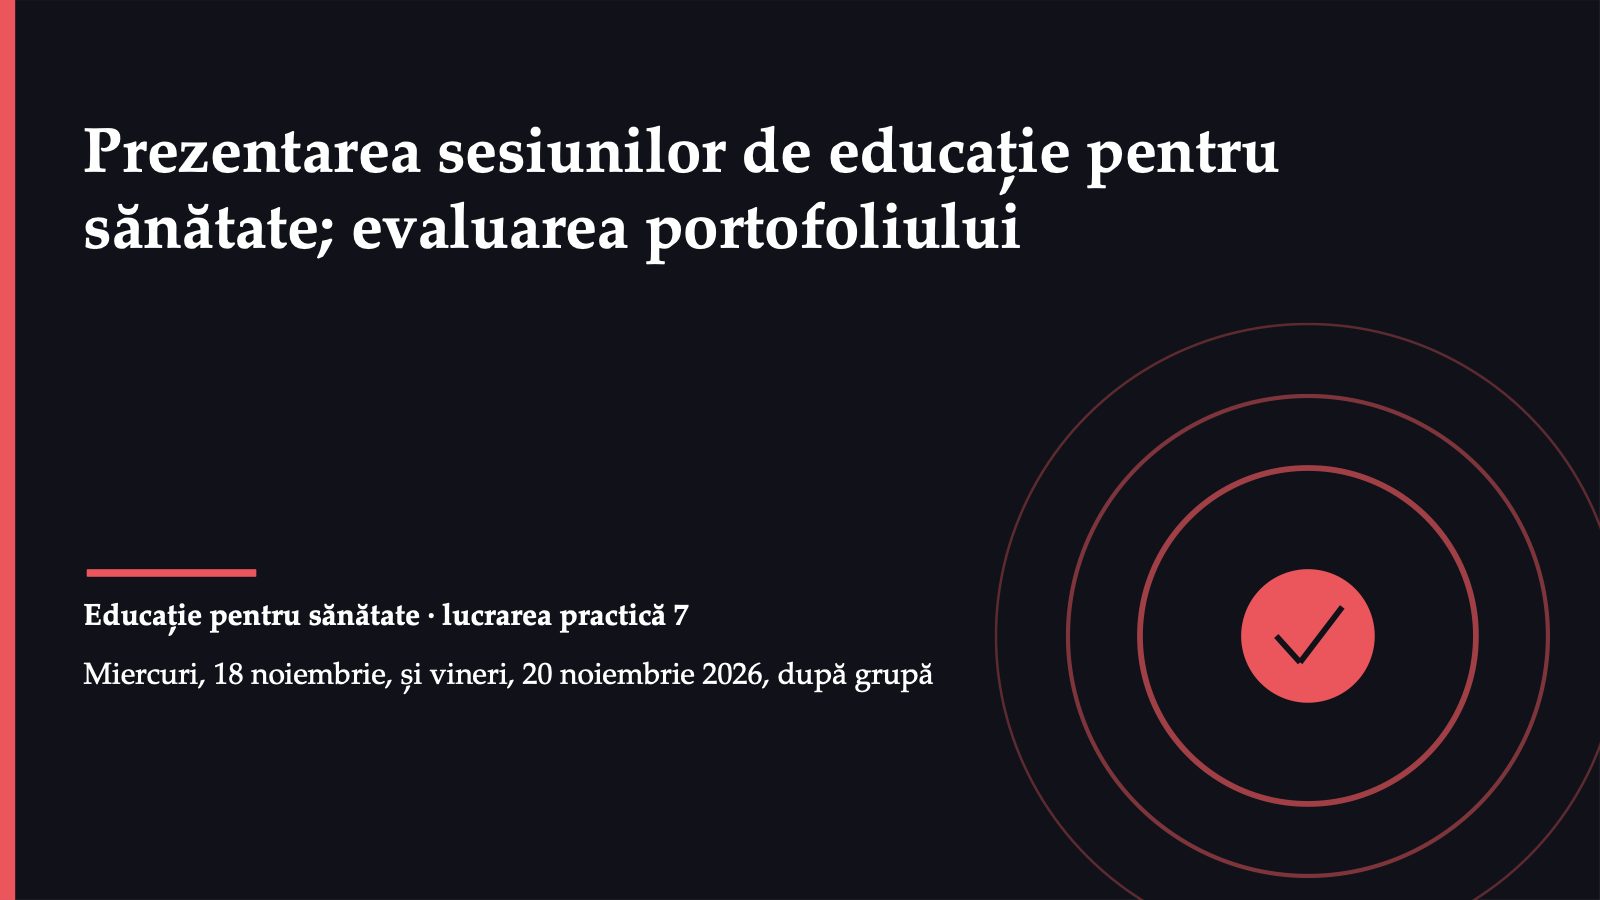 Prezentarea sesiunilor de educație pentru
sănătate; evaluarea portofoliului
Educație pentru sănătate · lucrarea practică 7
Miercuri, 18 noiembrie, și vineri, 20 noiembrie 2026, după grupă